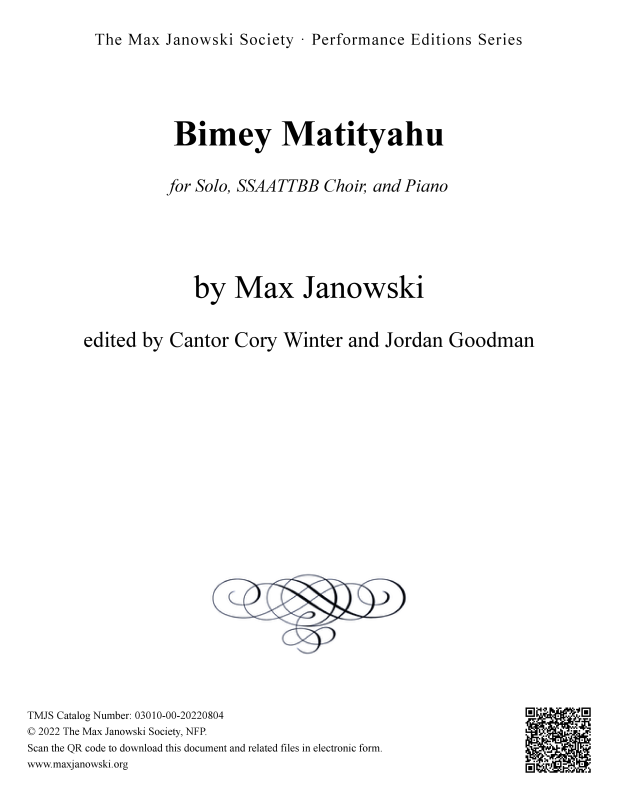 The Max Janowski Society · Performance Editions Series
Bimey Matityahu
for Solo, SSAATTBB Choir, and Piano
by Max Janowski
edited by Cantor Cory Winter and Jordan Goodman
TMJS Catalog Number: 03010-00-20220804
© 2022 The Max Janowski Society, NFP.
Scan the QR code to download this document and related files in electronic form.
www.maxjanowski.org